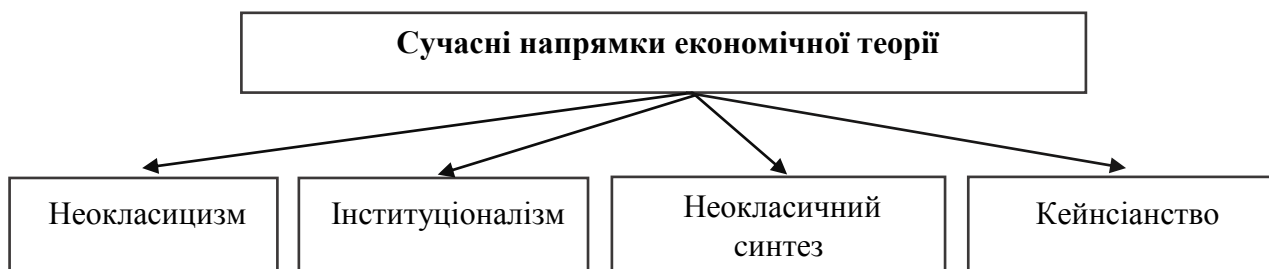 Сучасні напрямки економічної теорії
Неокласицизм
Інституціоналізм
Неокласичний
синтез
Кейнсіанство